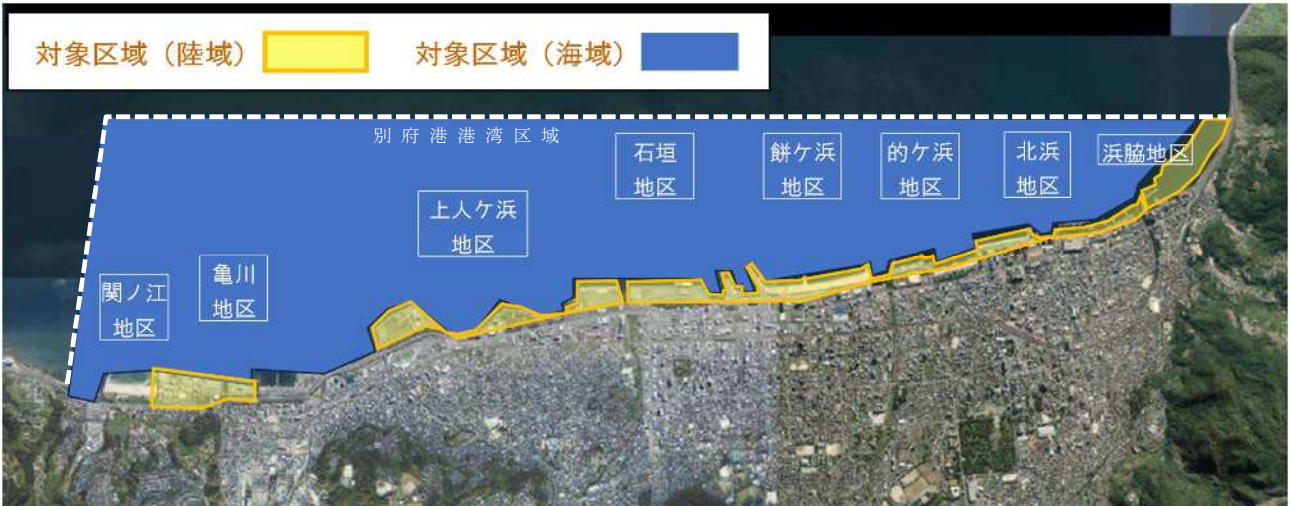 対象区域（陸域）
対象区域（海域）
別府港港湾区域
石垣
地区
餅ケ浜
地区
的ケ浜
地区
北浜
地区
浜脇地区
上人ケ浜
地区
亀川
地区
関ノ江
地区